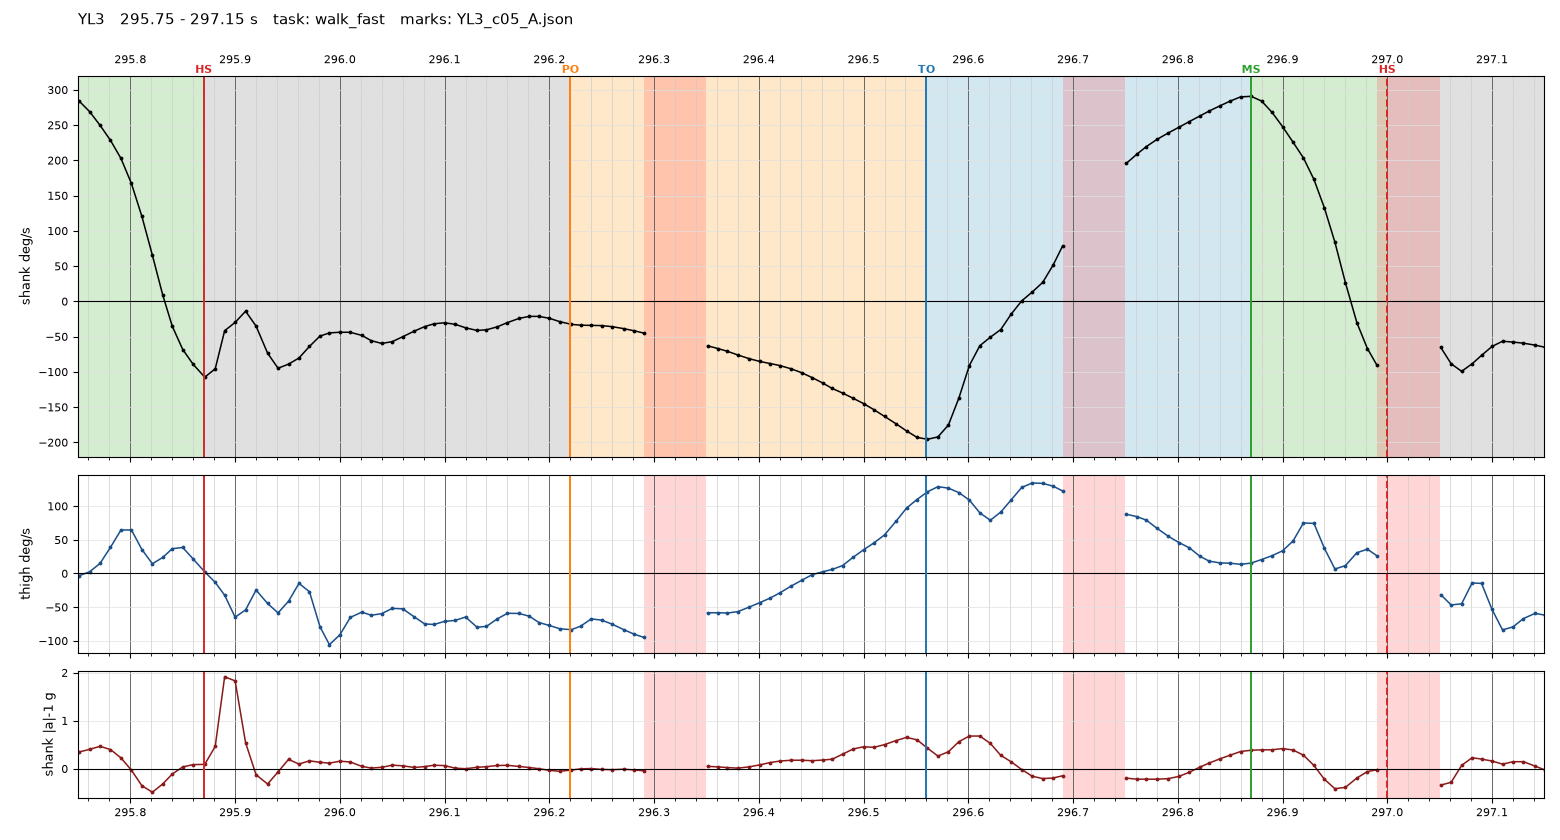 YL3   295.75 - 297.15 s   task: walk_fast   marks: YL3_c05_A.json
295.8 295.9 296.0 296.1 296.2 296.3 296.4 296.5 296.6 296.7 296.8 296.9 297.0 297.1
HS PO TO MS HS
300
250
200
150
100
50
0
−50
−100
−150
−200
shank deg/s
100
50
0
−50
−100
thigh deg/s
2
1
0
shank |a|-1 g
295.8 295.9 296.0 296.1 296.2 296.3 296.4 296.5 296.6 296.7 296.8 296.9 297.0 297.1